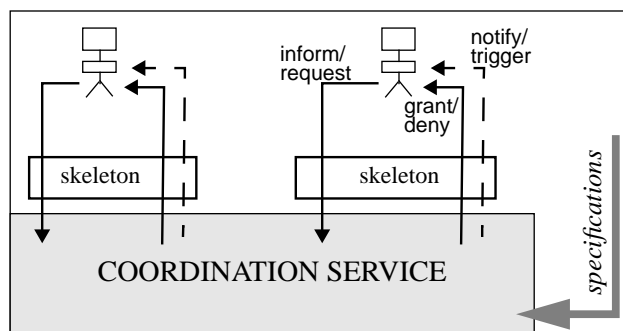 inform/
request
notify/
trigger
grant/
deny
skeleton
skeleton
specifications
COORDINATION SERVICE